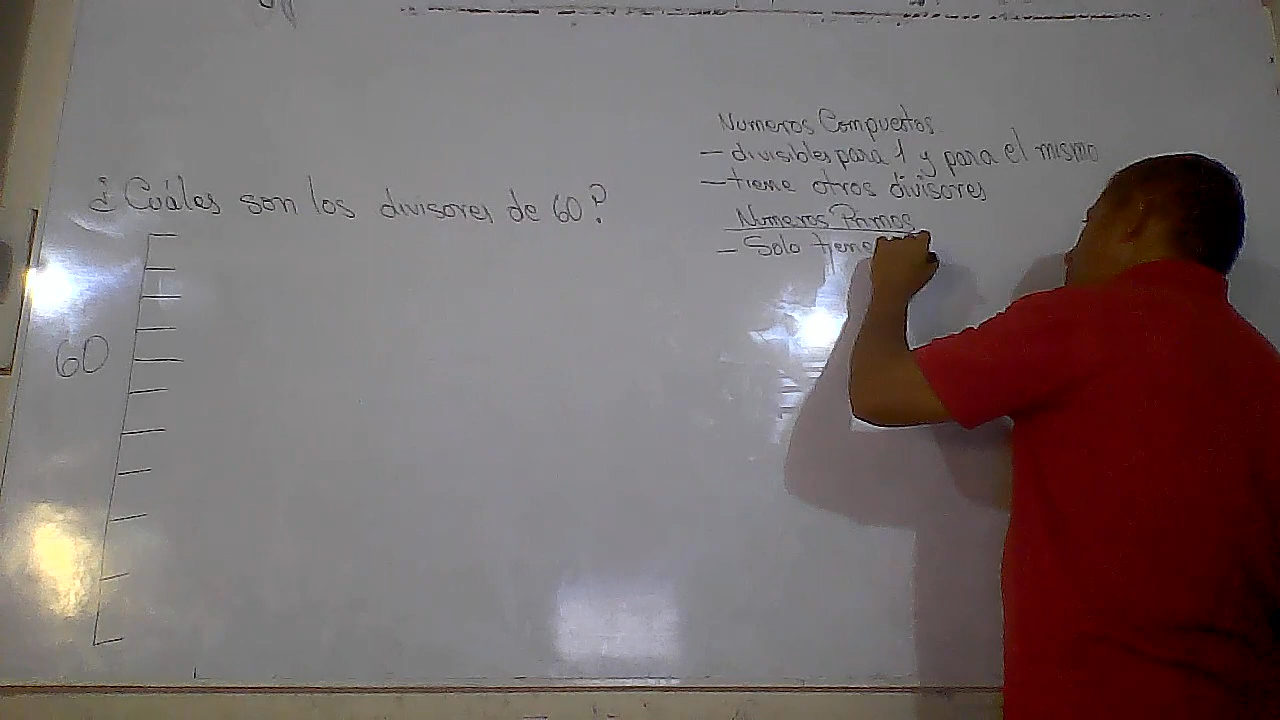 ¿Cuáles son los divisores de 60?
60
Numeros Compuestos
- divisibles para 1 y para el mismo
- tiene otros divisores
Numeros Primos
- Solo tiene